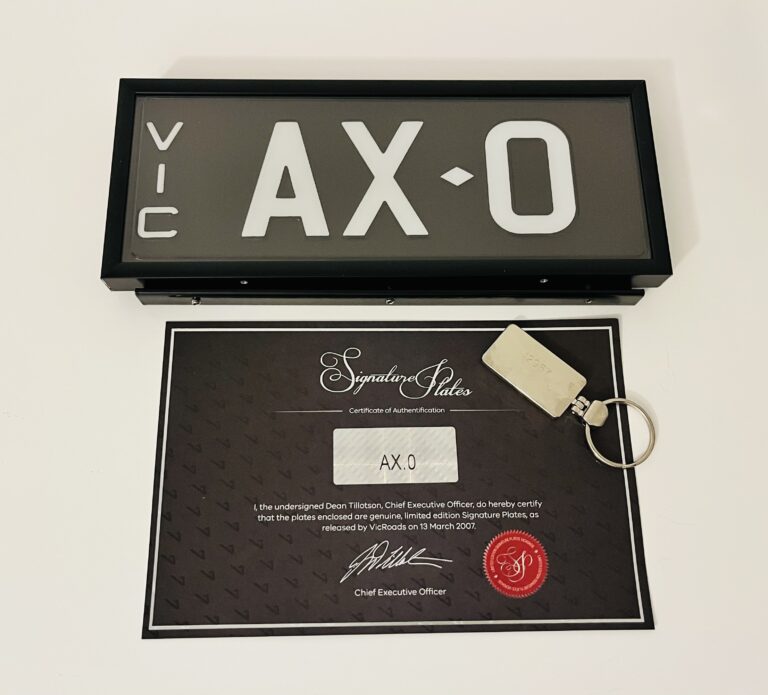 VIC
AX♦0
Signature Plates
Certificate of Authentification
AX.0
I, the undersigned Dean Tillotson, Chief Executive Officer, do hereby certify
that the plates enclosed are genuine, limited edition Signature Plates, as
released by VicRoads on 13 March 2007.
Chief Executive Officer